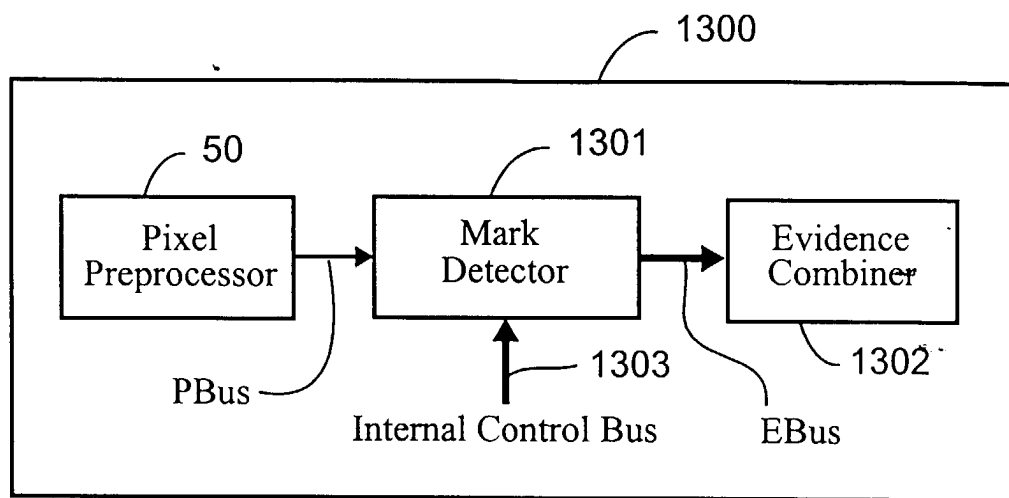 1300
50
1301
Pixel
Preprocessor
Mark
Detector
Evidence
Combiner
1303
1302
PBus
Internal Control Bus
EBus